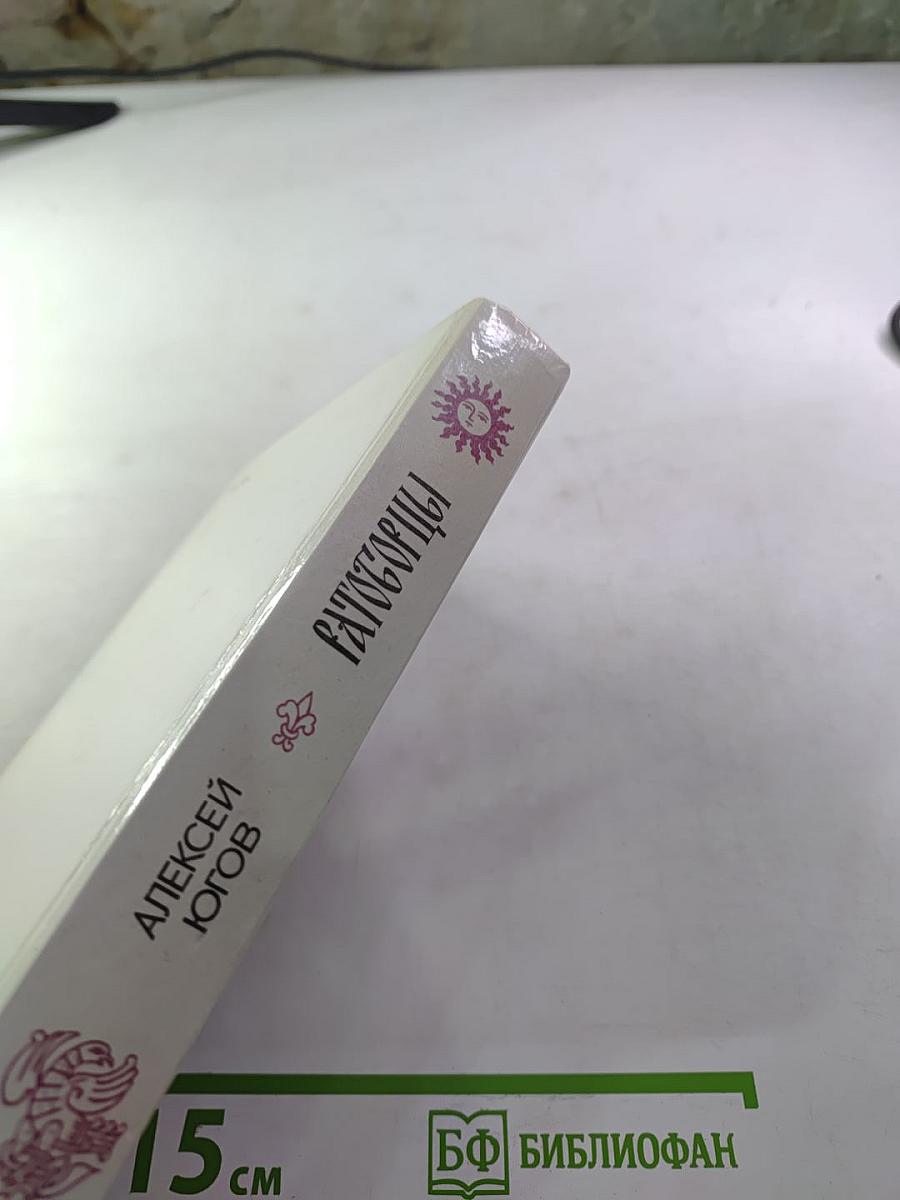 РАТОБОРЦЫ
АЛЕКСЕЙ
ЮГОВ
15 см
БФ БИБЛИОФАН